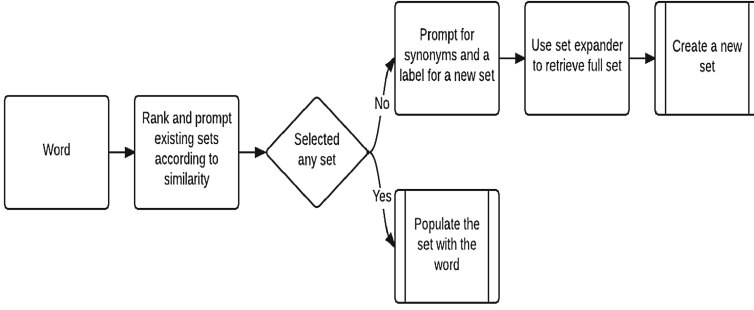 Word
Rank and prompt
existing sets
according to
similarity
Selected
any set
No
Prompt for
synonyms and a
label for a new set
Use set expander
to retrieve full set
Create a new
set
Yes
Populate the
set with the
word